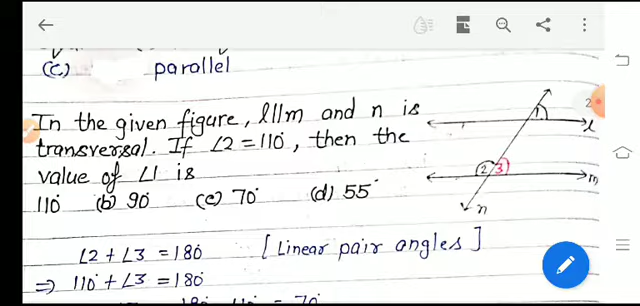 (c) parallel
In the given figure, l||m and n is
transversal. If ∠2 = 110°, then the
value of ∠1 is
110° (b) 90° (c) 70° (d) 55°
1
2
l
2 3
m
n
∠2 + ∠3 = 180° [Linear pair angles]
⇒ 110° + ∠3 = 180°
= 70°